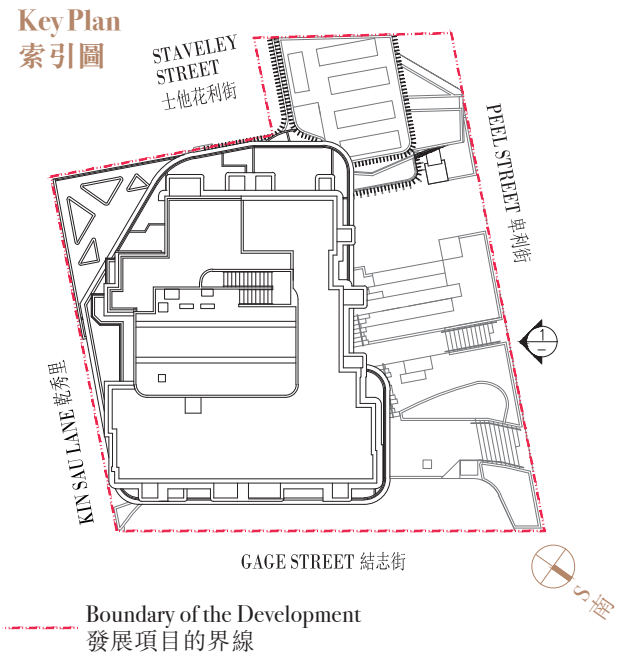 Key Plan
索引圖
STAVELEY
STREET
士他花利街
PEEL STREET 卑利街
1
KIN SAU LANE 乾秀里
GAGE STREET 結志街
S 南
Boundary of the Development
發展項目的界線